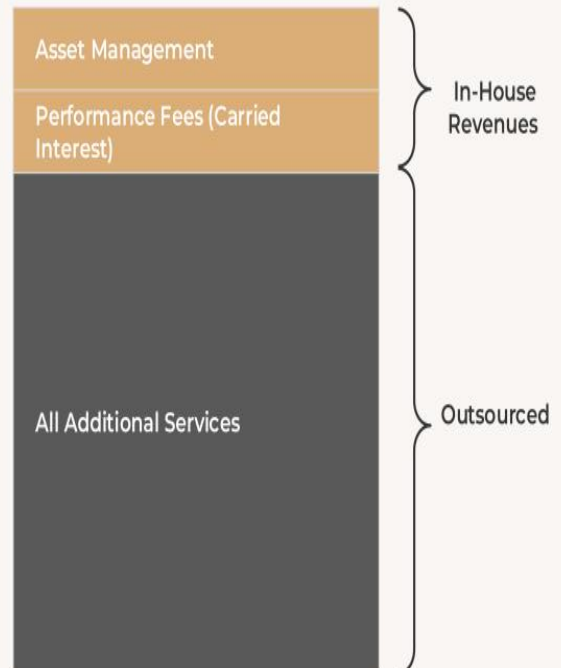 Asset Management
In-House
Revenues
Performance Fees (Carried
Interest)
All Additional Services
Outsourced